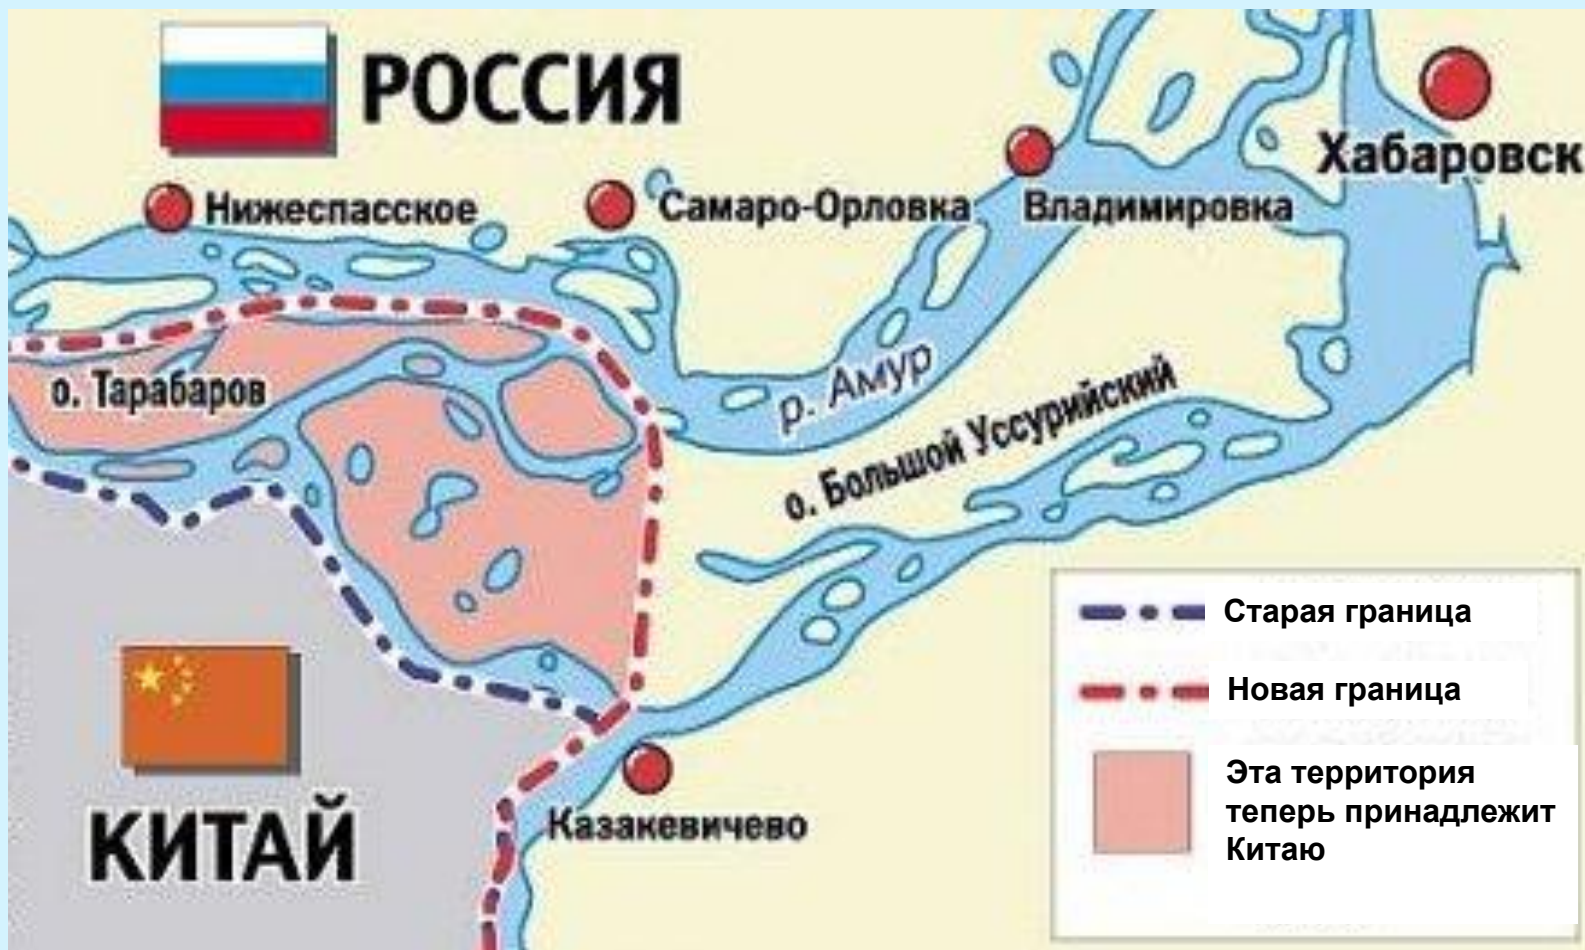 РОССИЯ
Хабаровск
Нижеспасское
Самаро-Орловка
Владимировка
о. Тарабаров
р. Амур
о. Большой Уссурийский
КИТАЙ
Казакевичево
Старая граница
Новая граница
Эта территория
теперь принадлежит
Китаю